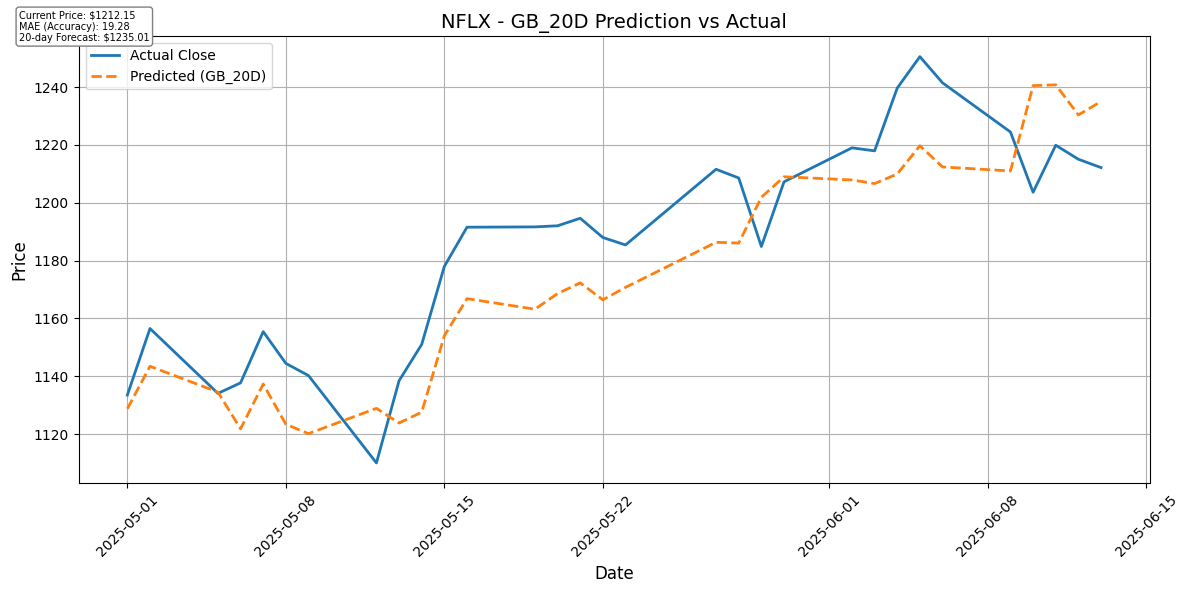 NFLX - GB_20D Prediction vs Actual
Current Price: $1212.15
MAE (Accuracy): 19.28
20-day Forecast: $1235.01
Actual Close
Predicted (GB_20D)
Price
1240
1220
1200
1180
1160
1140
1120
2025-05-01
2025-05-08
2025-05-15
2025-05-22
2025-06-01
2025-06-08
2025-06-15
Date